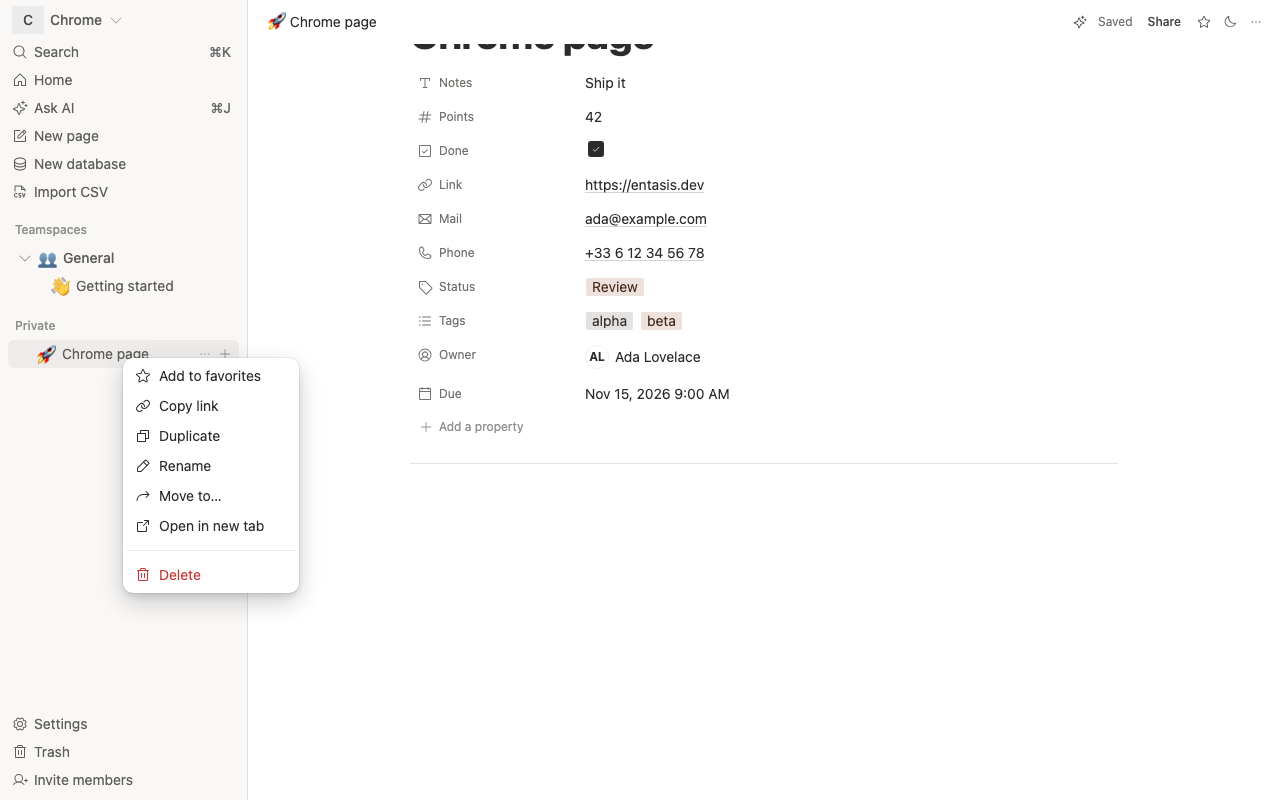 C Chrome
Search ⌘K
Home
Ask AI ⌘J
New page
New database
Import CSV
Teamspaces
General
Getting started
Private
Chrome page
Add to favorites
Copy link
Duplicate
Rename
Move to...
Open in new tab
Delete
Settings
Trash
Invite members
Chrome page
Saved Share
Chrome page
Notes Ship it
Points 42
Done
Link https://entasis.dev
Mail ada@example.com
Phone +33 6 12 34 56 78
Status Review
Tags alpha beta
Owner AL Ada Lovelace
Due Nov 15, 2026 9:00 AM
Add a property